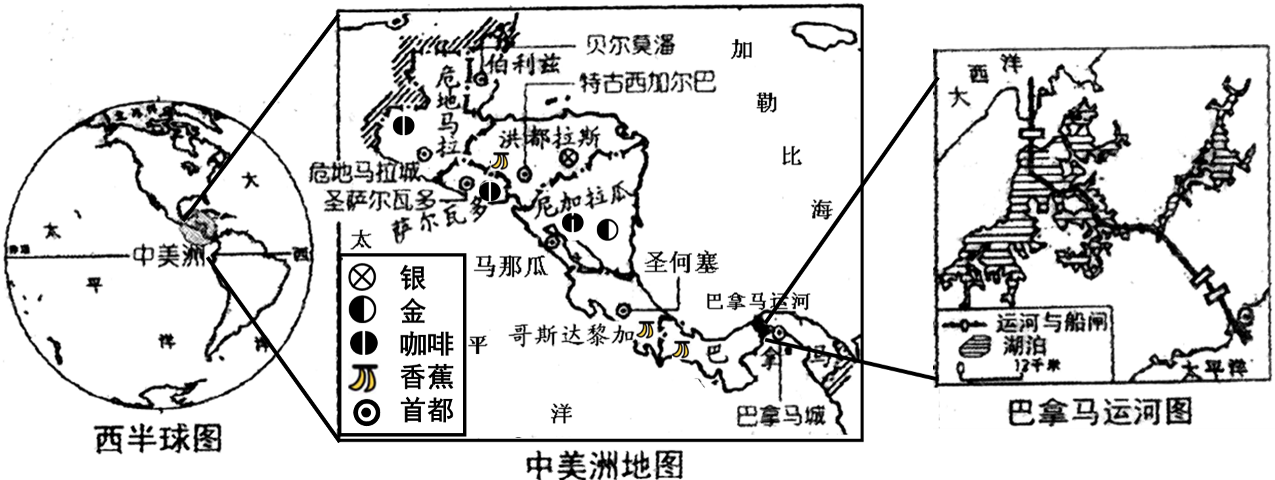 大
太
平
洋
洋
中美洲
西
西半球图
贝尔莫潘
伯利兹
特古西加尔巴
加
勒
比
海
危
地
马
拉
洪都拉斯
危地马拉城
圣萨尔瓦多
萨尔瓦多
尼加拉瓜
太
平
洋
马那瓜
圣何塞
巴拿马运河
哥斯达黎加
巴拿马
巴拿马城
银
金
咖啡
香蕉
首都
中美洲地图
大西洋
运河与船闸
湖泊
12千米
太平洋
巴拿马运河图